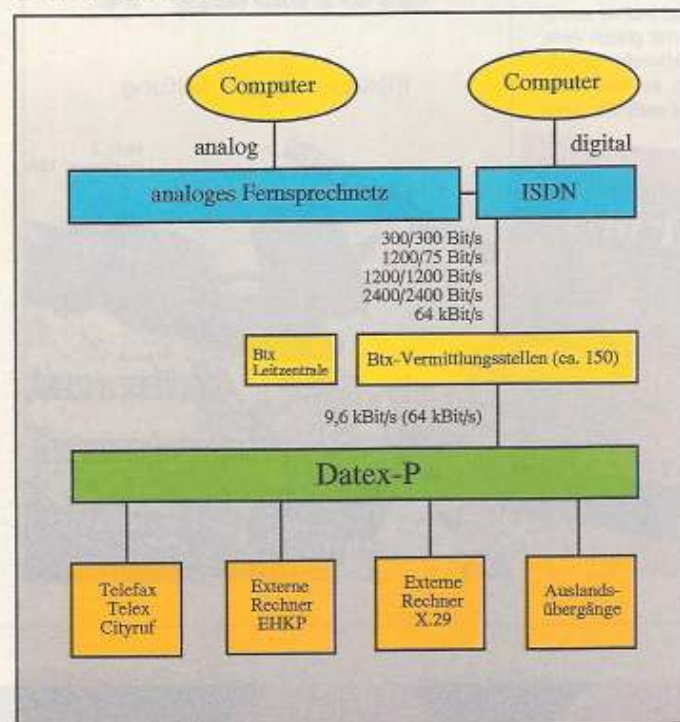 Computer
Computer
analog
digital
analoges Fernsprechnetz
ISDN
300/300 Bit/s
1200/75 Bit/s
1200/1200 Bit/s
2400/2400 Bit/s
64 kBit/s
Btx
Leitzentrale
Btx-Vermittlungsstellen (ca. 150)
9,6 kBit/s (64 kBit/s)
Datex-P
Telefax
Telex
Cityruf
Externe
Rechner
EHKP
Externe
Rechner
X.29
Auslands-
übergänge